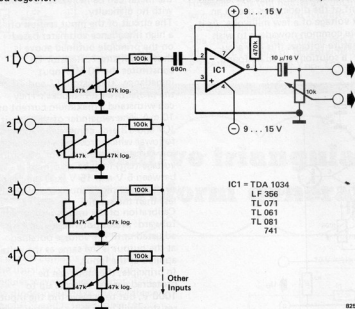 ed together.
9 ... 15 V
100k
680n
470k
10 µ/16 V
1
47k
47k log.
2
3
7
4
6
IC1
10k
9 ... 15 V
100k
2
47k
47k log.
100k
3
47k
47k log.
IC1 = TDA 1034
LF 356
TL 071
TL 061
TL 081
741
100k
4
47k
47k log.
Other
Inputs
825